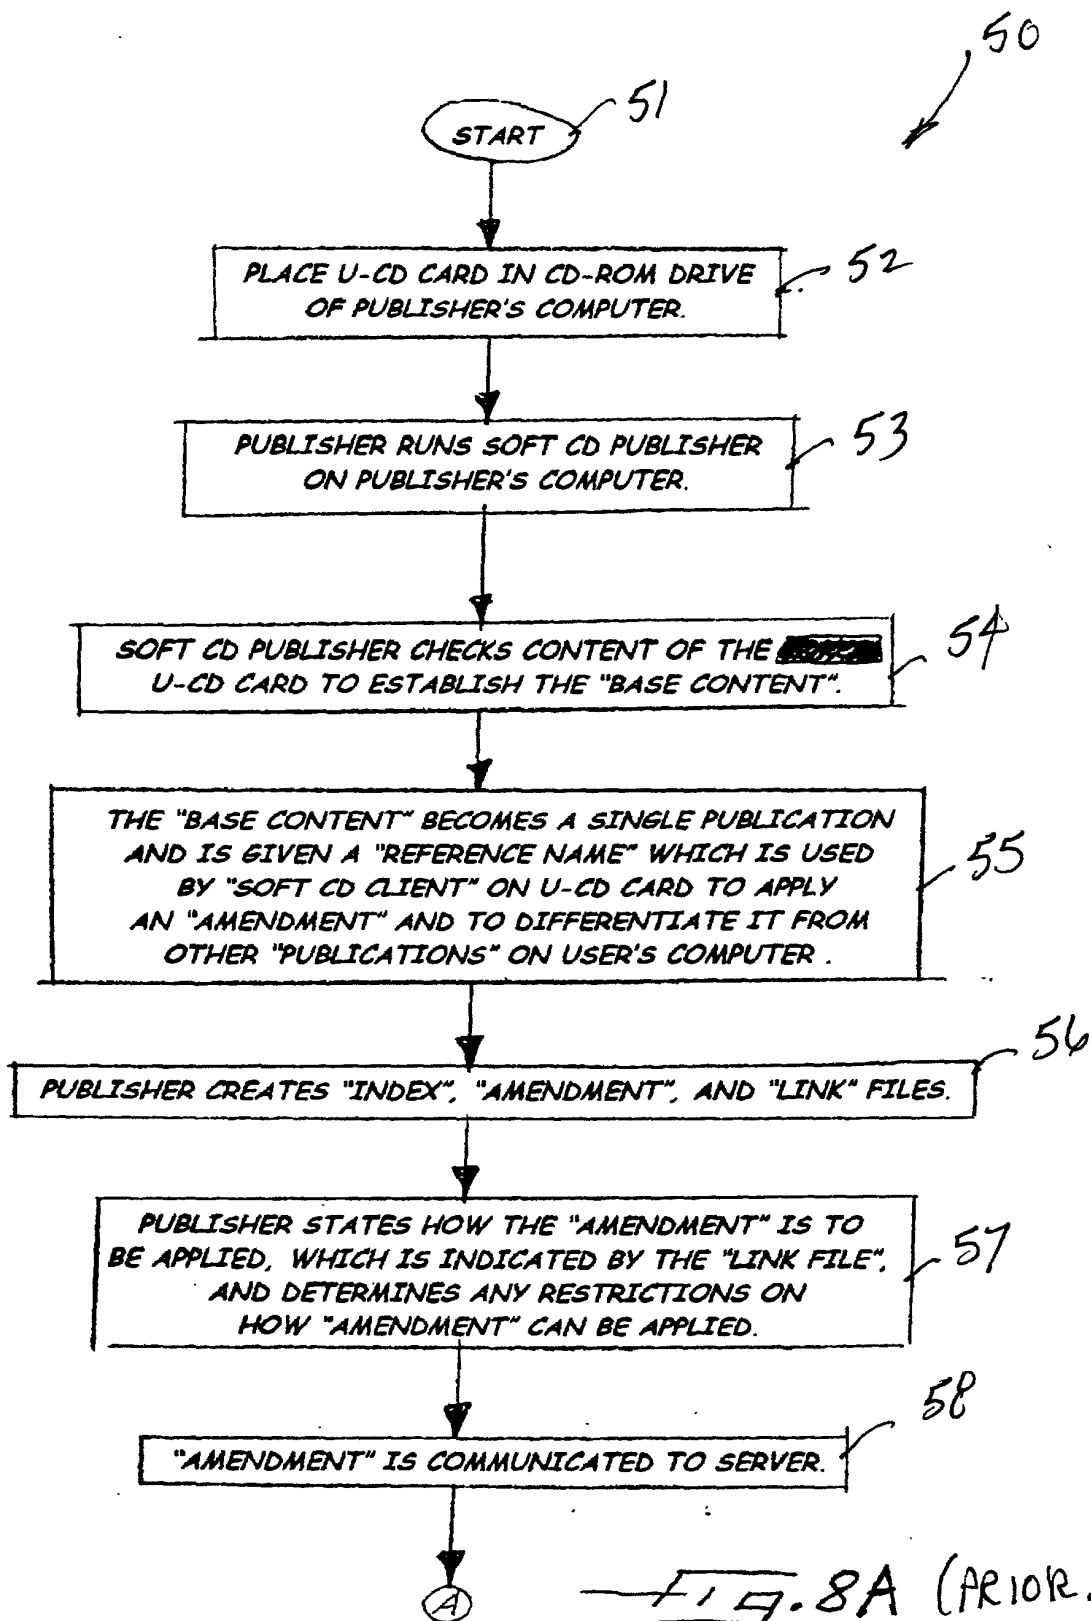 50
START
51
PLACE U-CD CARD IN CD-ROM DRIVE
OF PUBLISHER'S COMPUTER.
52
PUBLISHER RUNS SOFT CD PUBLISHER
ON PUBLISHER'S COMPUTER.
53
SOFT CD PUBLISHER CHECKS CONTENT OF THE
U-CD CARD TO ESTABLISH THE "BASE CONTENT".
54
THE "BASE CONTENT" BECOMES A SINGLE PUBLICATION
AND IS GIVEN A "REFERENCE NAME" WHICH IS USED
BY "SOFT CD CLIENT" ON U-CD CARD TO APPLY
AN "AMENDMENT" AND TO DIFFERENTIATE IT FROM
OTHER "PUBLICATIONS" ON USER'S COMPUTER .
55
PUBLISHER CREATES "INDEX", "AMENDMENT", AND "LINK" FILES.
56
PUBLISHER STATES HOW THE "AMENDMENT" IS TO
BE APPLIED, WHICH IS INDICATED BY THE "LINK FILE",
AND DETERMINES ANY RESTRICTIONS ON
HOW "AMENDMENT" CAN BE APPLIED.
57
"AMENDMENT" IS COMMUNICATED TO SERVER.
58
A
FIG. 8A (PRIOR.